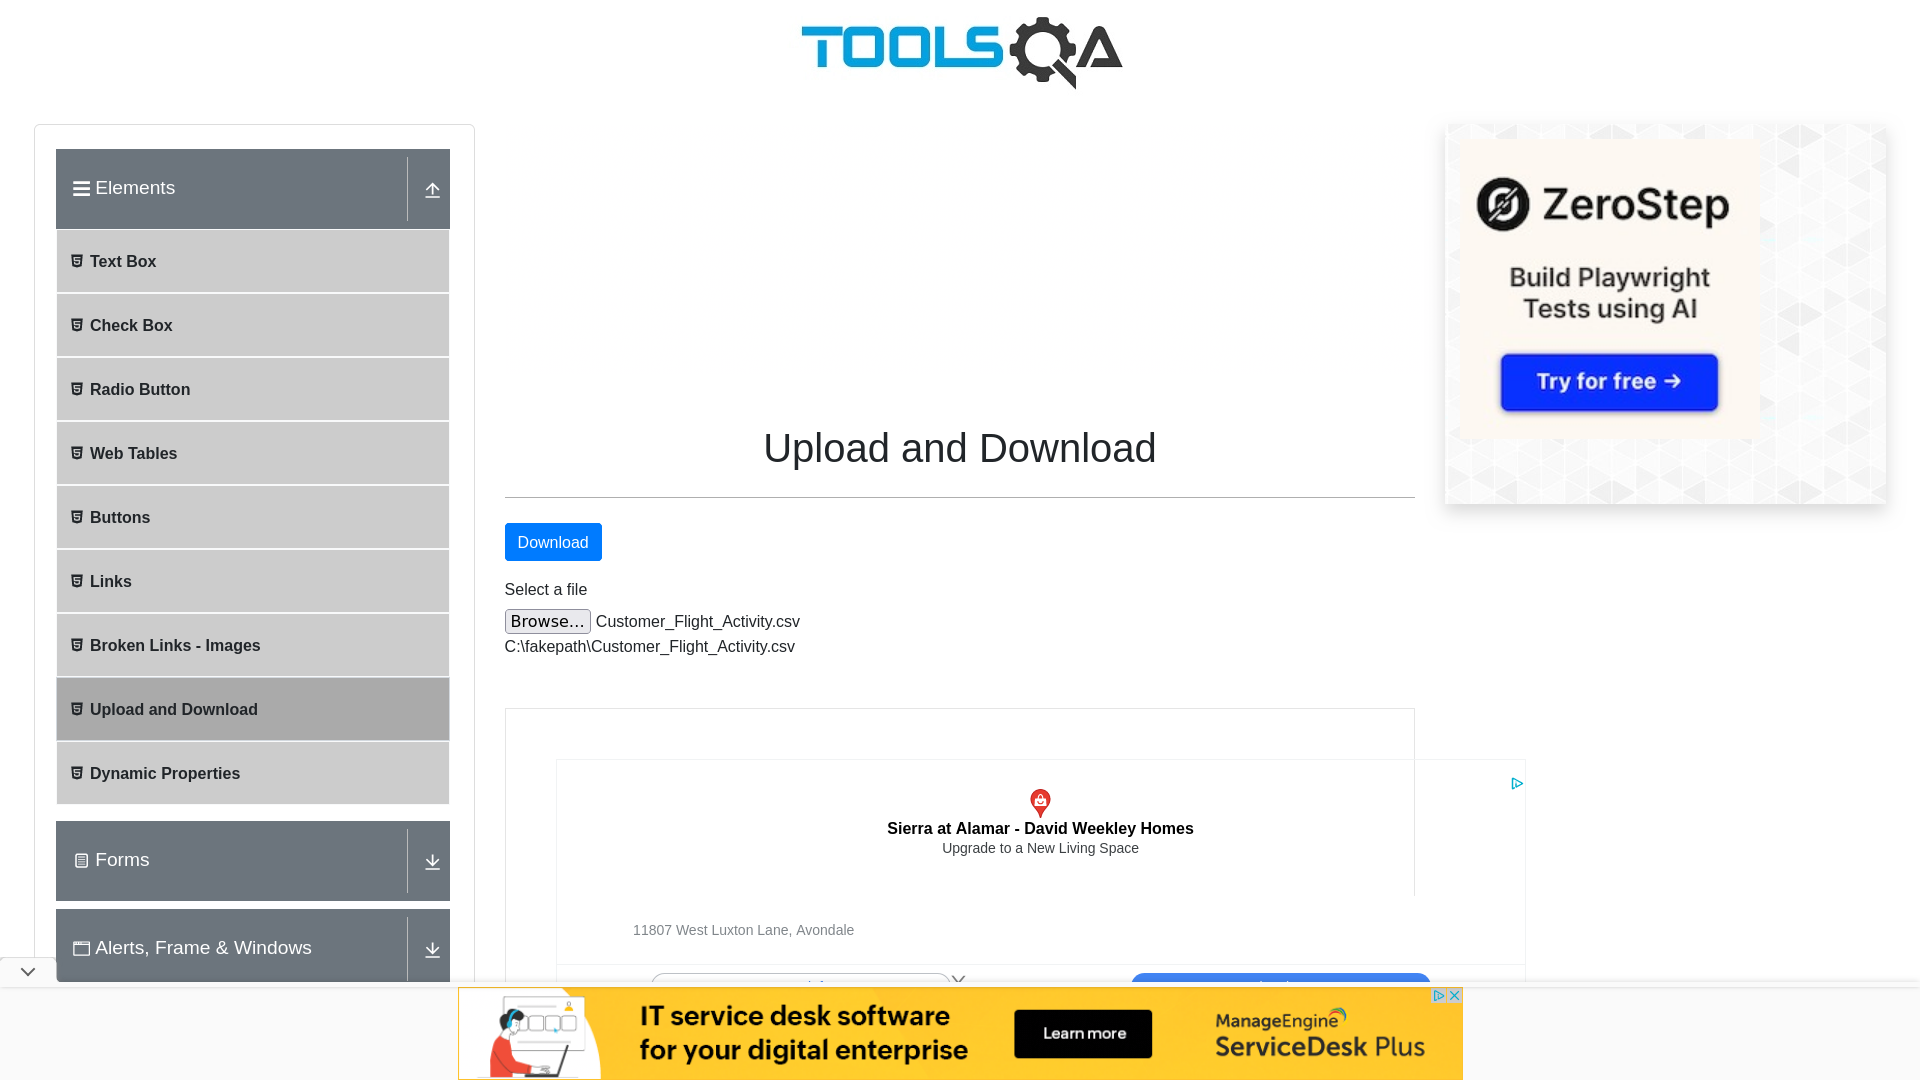 TOOLSQA
Elements
Text Box
Check Box
Radio Button
Web Tables
Buttons
Links
Broken Links - Images
Upload and Download
Dynamic Properties
Forms
Alerts, Frame & Windows
Upload and Download
Download
Select a file
Browse... Customer_Flight_Activity.csv
C:\fakepath\Customer_Flight_Activity.csv
ZeroStep
Build Playwright
Tests using AI
Try for free →
Sierra at Alamar - David Weekley Homes
Upgrade to a New Living Space
11807 West Luxton Lane, Avondale
IT service desk software
for your digital enterprise
Learn more
ManageEngine
ServiceDesk Plus